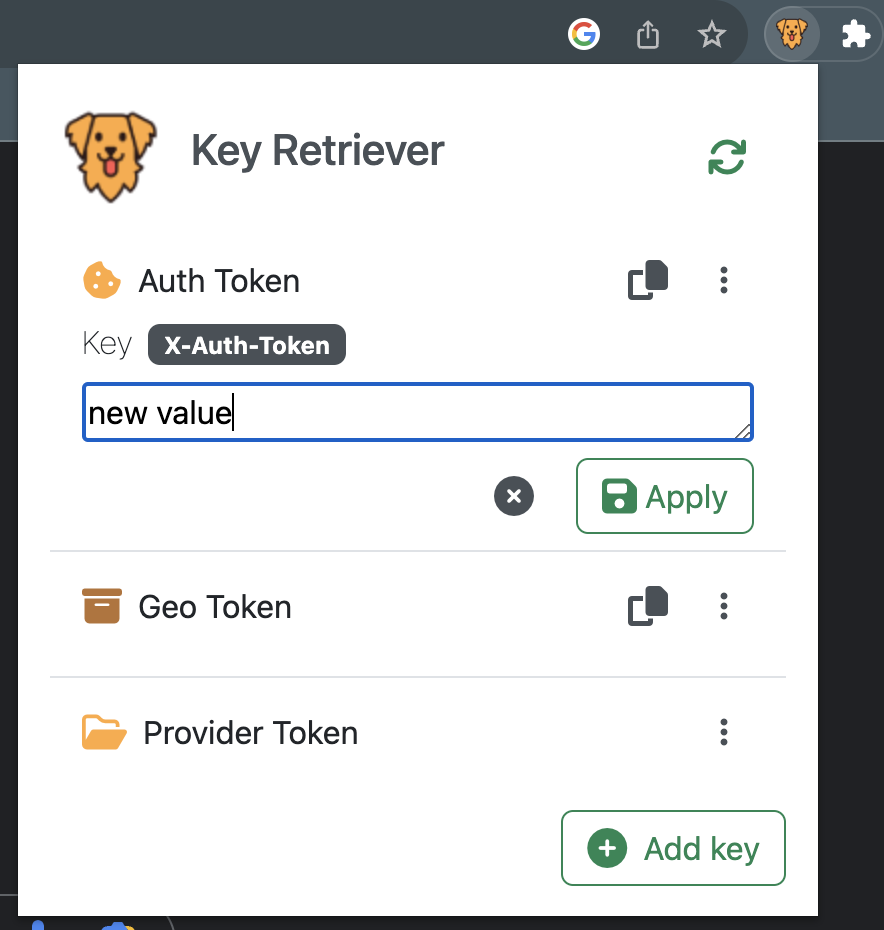 Key Retriever
Auth Token
Key X-Auth-Token
new value
Apply
Geo Token
Provider Token
Add key